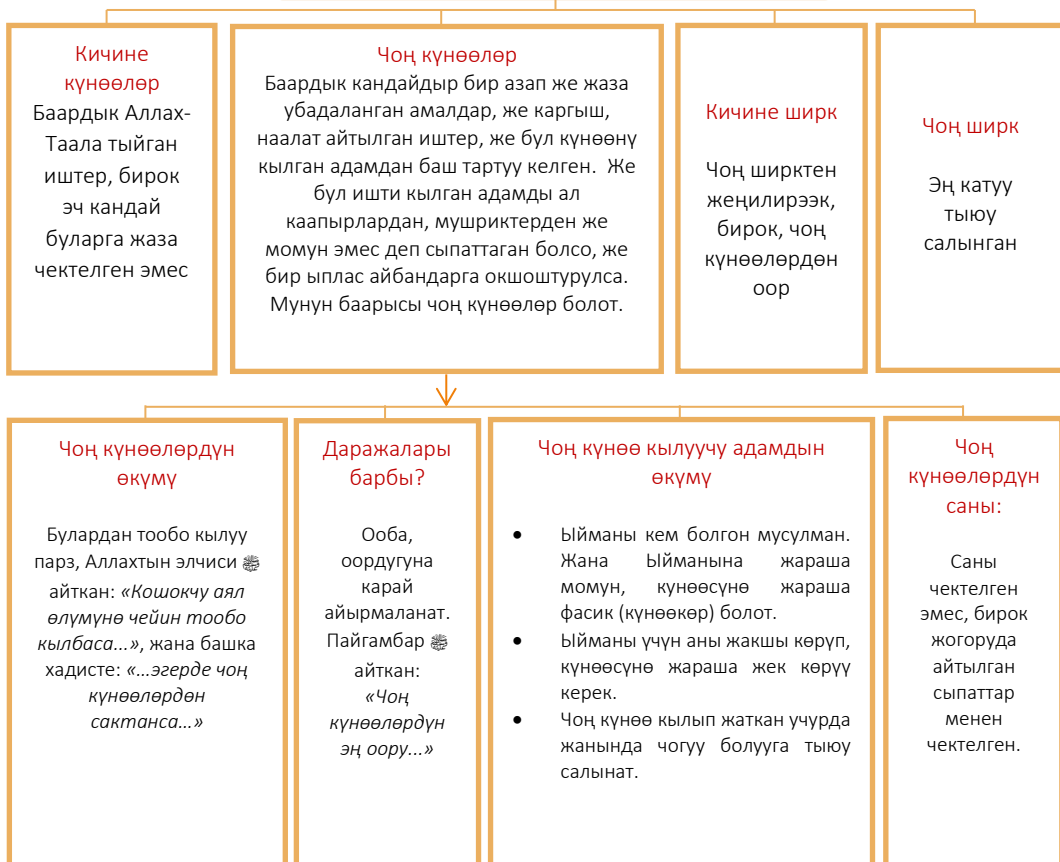 Кичине
күнөөлөр
Баардык Аллах-
Таала тыйган
иштер, бирок
эч кандай
буларга жаза
чектелген эмес
Чоң күнөөлөр
Баардык кандайдыр бир азап же жаза
убадаланган амалдар, же каргыш,
наалат айтылган иштер, же бул күнөөнү
кылган адамдан баш тартуу келген. Же
бул ишти кылган адамды ал
каапырлардан, мушриктерден же
момун эмес деп сыпаттаган болсо, же
бир ыплас айбандарга окшоштурулса.
Мунун баарысы чоң күнөөлөр болот.
Кичине ширк
Чоң ширктен
жеңилирээк,
бирок, чоң
күнөөлөрдөн
оор
Чоң ширк
Эң катуу
тыюу
салынган
Чоң күнөөлөрдүн
өкүмү
Булардан тообо кылуу
парз, Аллахтын элчиси ﷺ
айткан: «Кошокчу аял
өлүмүнө чейин тообо
кылбаса...», жана башка
хадисте: «...эгерде чоң
күнөөлөрдөн
сактанса...»
Даражалары
барбы?
Ооба,
оордугуна
карай
айырмаланат.
Пайгамбар ﷺ
айткан:
«Чоң
күнөөлөрдүн
эң оору...»
Чоң күнөө кылуучу адамдын
өкүмү
• Ыйманы кем болгон мусулман.
Жана Ыйманына жараша
момун, кунөөсүнө жараша
фасик (күнөөкөр) болот.
• Ыйманы үчүн аны жакшы көрүп,
күнөөсүнө жараша жек көрүү
керек.
• Чоң күнөө кылып жаткан учурда
жанында чогуу болууга тыюу
салынат.
Чоң
күнөөлөрдүн
саны:
Саны
чектелген
эмес, бирок
жогоруда
айтылган
сыпаттар
менен
чектелген.